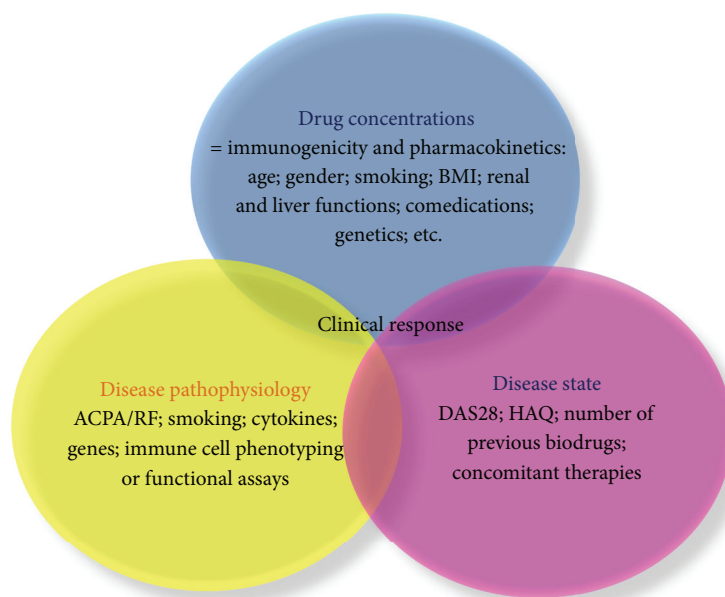 Drug concentrations
= immunogenicity and pharmacokinetics:
age; gender; smoking; BMI; renal
and liver functions; comedications;
genetics; etc.
Clinical response
Disease pathophysiology
ACPA/RF; smoking; cytokines;
genes; immune cell phenotyping
or functional assays
Disease state
DAS28; HAQ; number of
previous biodrugs;
concomitant therapies